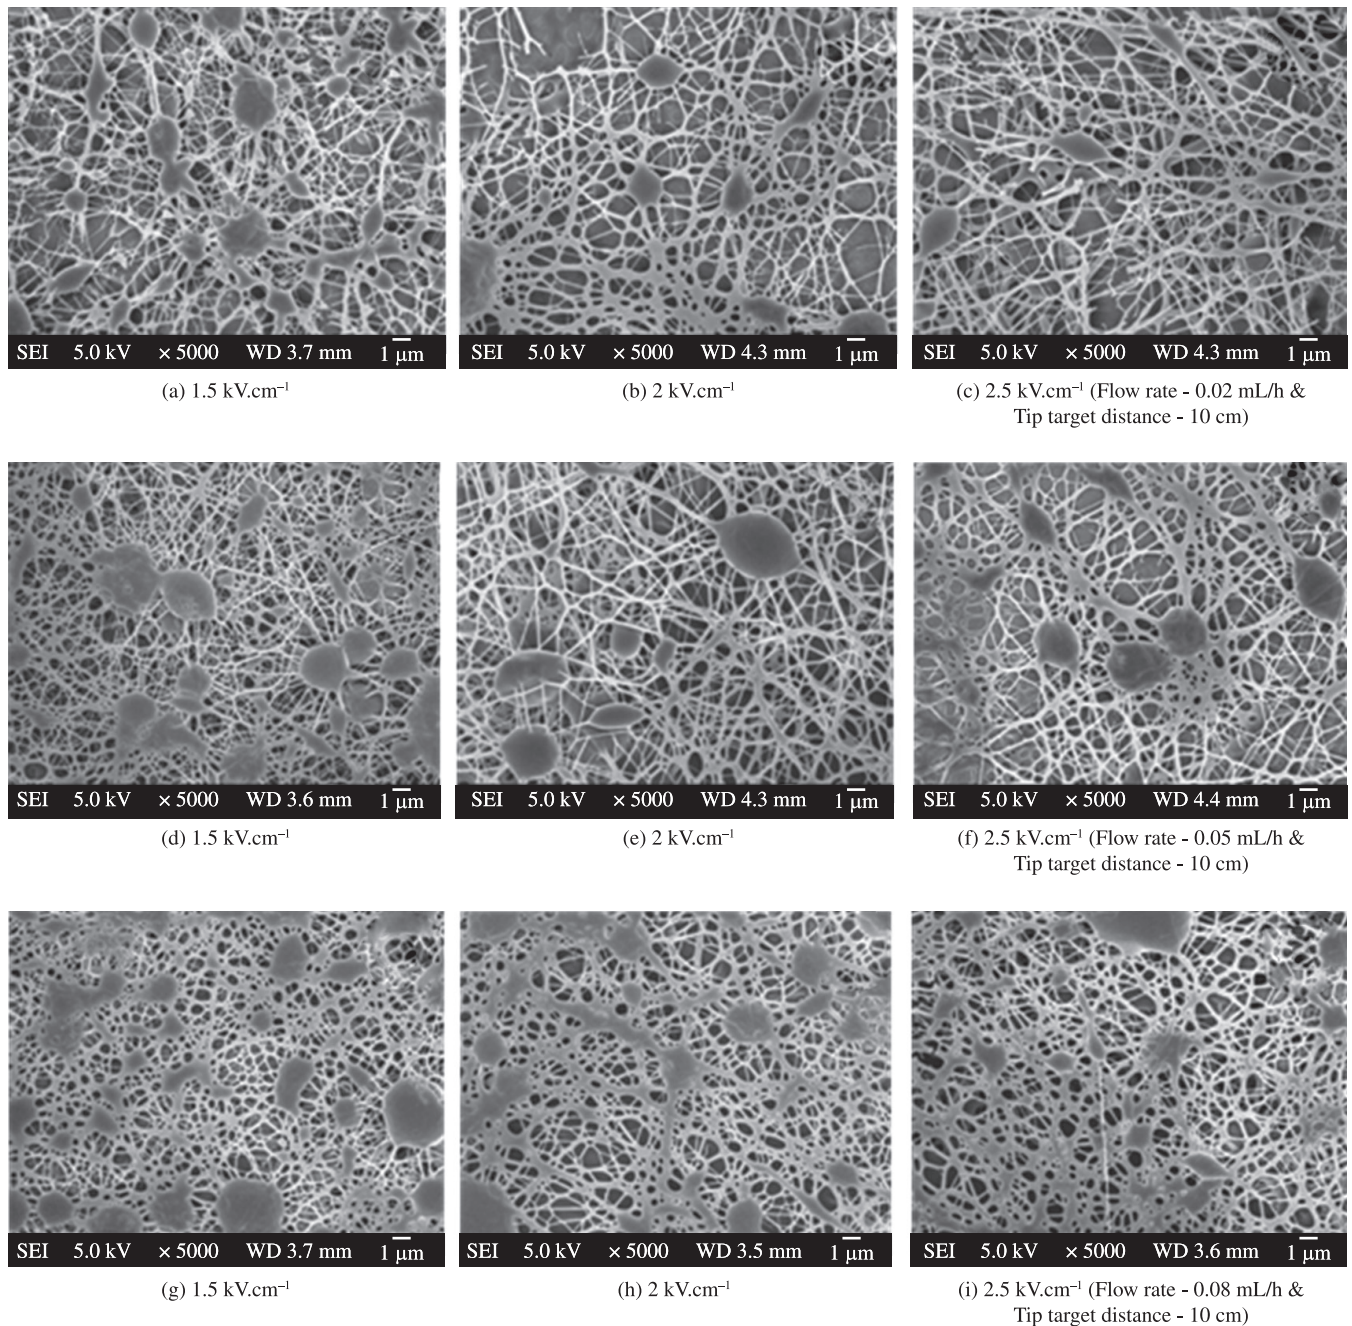 SEI 5.0 kV × 5000 WD 3.7 mm 1 μm
(a) 1.5 kV.cm⁻¹
SEI 5.0 kV × 5000 WD 4.3 mm 1 μm
(b) 2 kV.cm⁻¹
SEI 5.0 kV × 5000 WD 4.3 mm 1 μm
(c) 2.5 kV.cm⁻¹ (Flow rate - 0.02 mL/h &
Tip target distance - 10 cm)
SEI 5.0 kV × 5000 WD 3.6 mm 1 μm
(d) 1.5 kV.cm⁻¹
SEI 5.0 kV × 5000 WD 4.3 mm 1 μm
(e) 2 kV.cm⁻¹
SEI 5.0 kV × 5000 WD 4.4 mm 1 μm
(f) 2.5 kV.cm⁻¹ (Flow rate - 0.05 mL/h &
Tip target distance - 10 cm)
SEI 5.0 kV × 5000 WD 3.7 mm 1 μm
(g) 1.5 kV.cm⁻¹
SEI 5.0 kV × 5000 WD 3.5 mm 1 μm
(h) 2 kV.cm⁻¹
SEI 5.0 kV × 5000 WD 3.6 mm 1 μm
(i) 2.5 kV.cm⁻¹ (Flow rate - 0.08 mL/h &
Tip target distance - 10 cm)